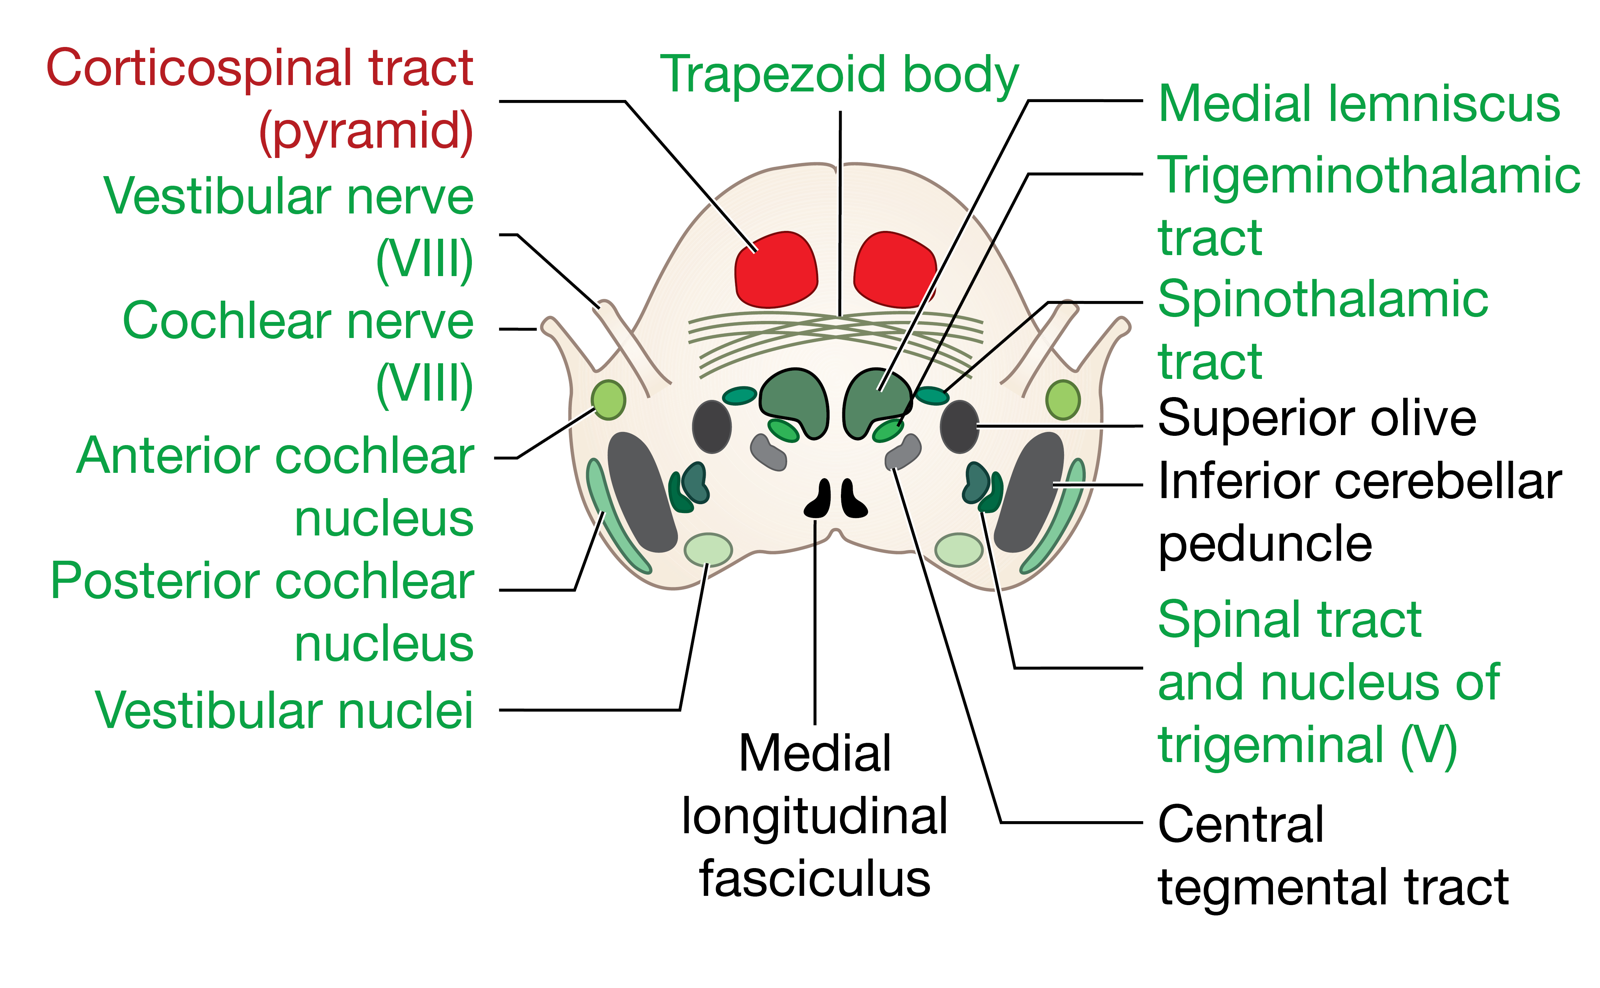 Corticospinal tract
(pyramid)
Vestibular nerve
(VIII)
Cochlear nerve
(VIII)
Anterior cochlear
nucleus
Posterior cochlear
nucleus
Vestibular nuclei
Trapezoid body
Medial
longitudinal
fasciculus
Medial lemniscus
Trigeminothalamic
tract
Spinothalamic
tract
Superior olive
Inferior cerebellar
peduncle
Spinal tract
and nucleus of
trigeminal (V)
Central
tegmental tract